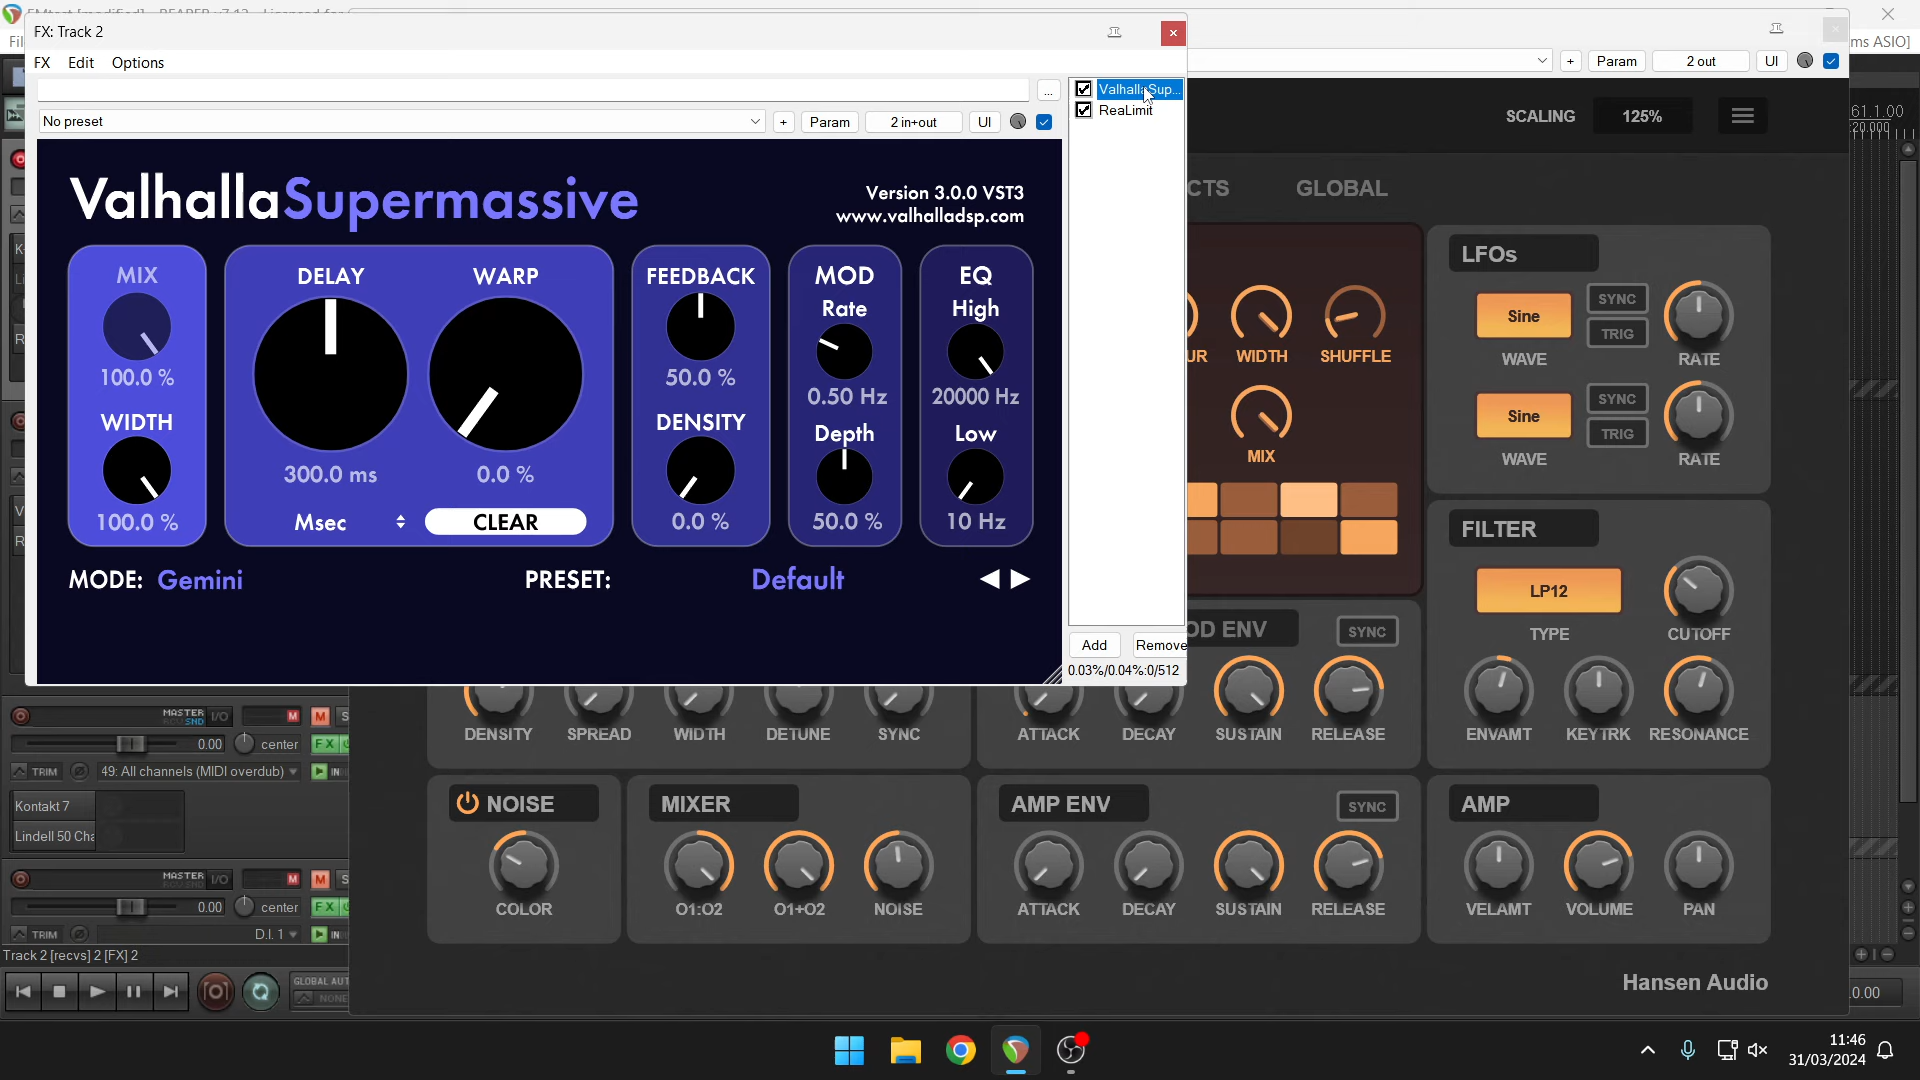 FX: Track 2
FX Edit Options
ms ASIO]
+ Param 2 out UI
...
ValhallaSup...
ReaLimit
No preset
+ Param 2 in+out UI
61.1.00
SCALING 125%
ValhallaSupermassive
Version 3.0.0 VST3
www.valhalladsp.com
CTS GLOBAL
MIX
100.0 %
WIDTH
100.0 %
DELAY WARP
300.0 ms 0.0 %
Msec CLEAR
FEEDBACK
50.0 %
DENSITY
0.0 %
MOD
Rate
0.50 Hz
Depth
50.0 %
EQ
High
20000 Hz
Low
10 Hz
MODE: Gemini PRESET: Default
Add Remove
0.03%/0.04%:0/512
UR WIDTH SHUFFLE
MIX
LFOs
Sine SYNC
TRIG
WAVE RATE
Sine SYNC
TRIG
WAVE RATE
FILTER
LP12
TYPE CUTOFF
ENVAMT KEYTRK RESONANCE
OD ENV SYNC
DENSITY SPREAD WIDTH DETUNE SYNC
ATTACK DECAY SUSTAIN RELEASE
NOISE
COLOR
MIXER
O1:O2 O1+O2 NOISE
AMP ENV SYNC
ATTACK DECAY SUSTAIN RELEASE
AMP
VELAMT VOLUME PAN
Hansen Audio
MASTER I/O M M S
0.00 center FX
TRIM 49: All channels (MIDI overdub) IN
Kontakt 7
Lindell 50 Cha
MASTER I/O M M S
0.00 center FX
TRIM D.I. 1 IN
Track 2 [recvs] 2 [FX] 2
GLOBAL AUT
NONE
0.00
11:46
31/03/2024